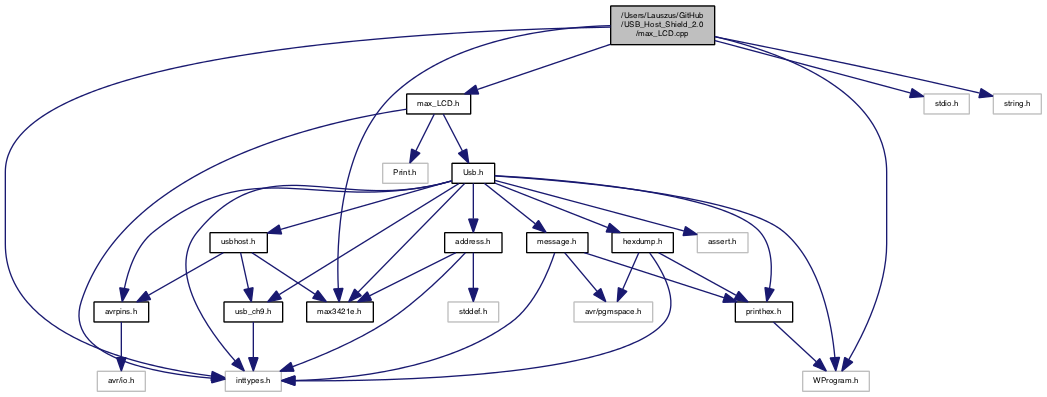 /Users/Lauszus/GitHub
/USB_Host_Shield_2.0
/max_LCD.cpp
max_LCD.h
stdio.h
string.h
Print.h
Usb.h
usbhost.h
address.h
message.h
hexdump.h
assert.h
avrpins.h
usb_ch9.h
max3421e.h
stddef.h
avr/pgmspace.h
printhex.h
avr/io.h
inttypes.h
WProgram.h